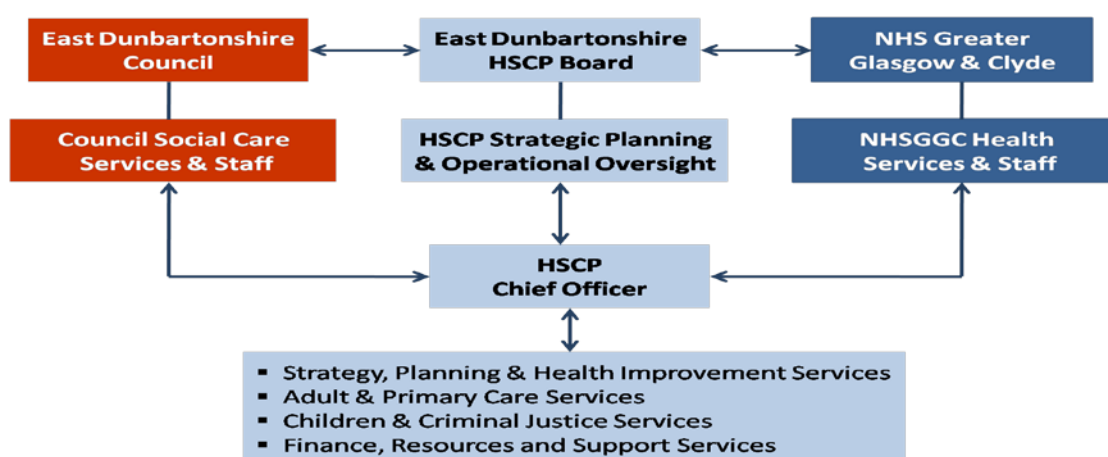 East Dunbartonshire
Council
East Dunbartonshire
HSCP Board
NHS Greater
Glasgow & Clyde
Council Social Care
Services & Staff
HSCP Strategic Planning
& Operational Oversight
NHSGGC Health
Services & Staff
HSCP
Chief Officer
▪ Strategy, Planning & Health Improvement Services
▪ Adult & Primary Care Services
▪ Children & Criminal Justice Services
▪ Finance, Resources and Support Services